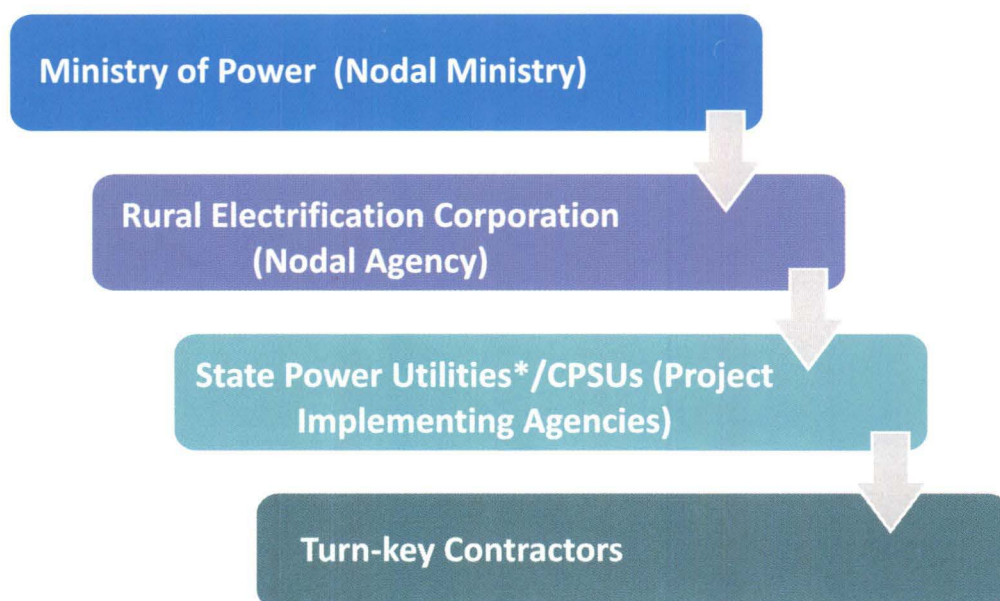 Ministry of Power (Nodal Ministry)
Rural Electrification Corporation
(Nodal Agency)
State Power Utilities*/CPSUs (Project
Implementing Agencies)
Turn-key Contractors